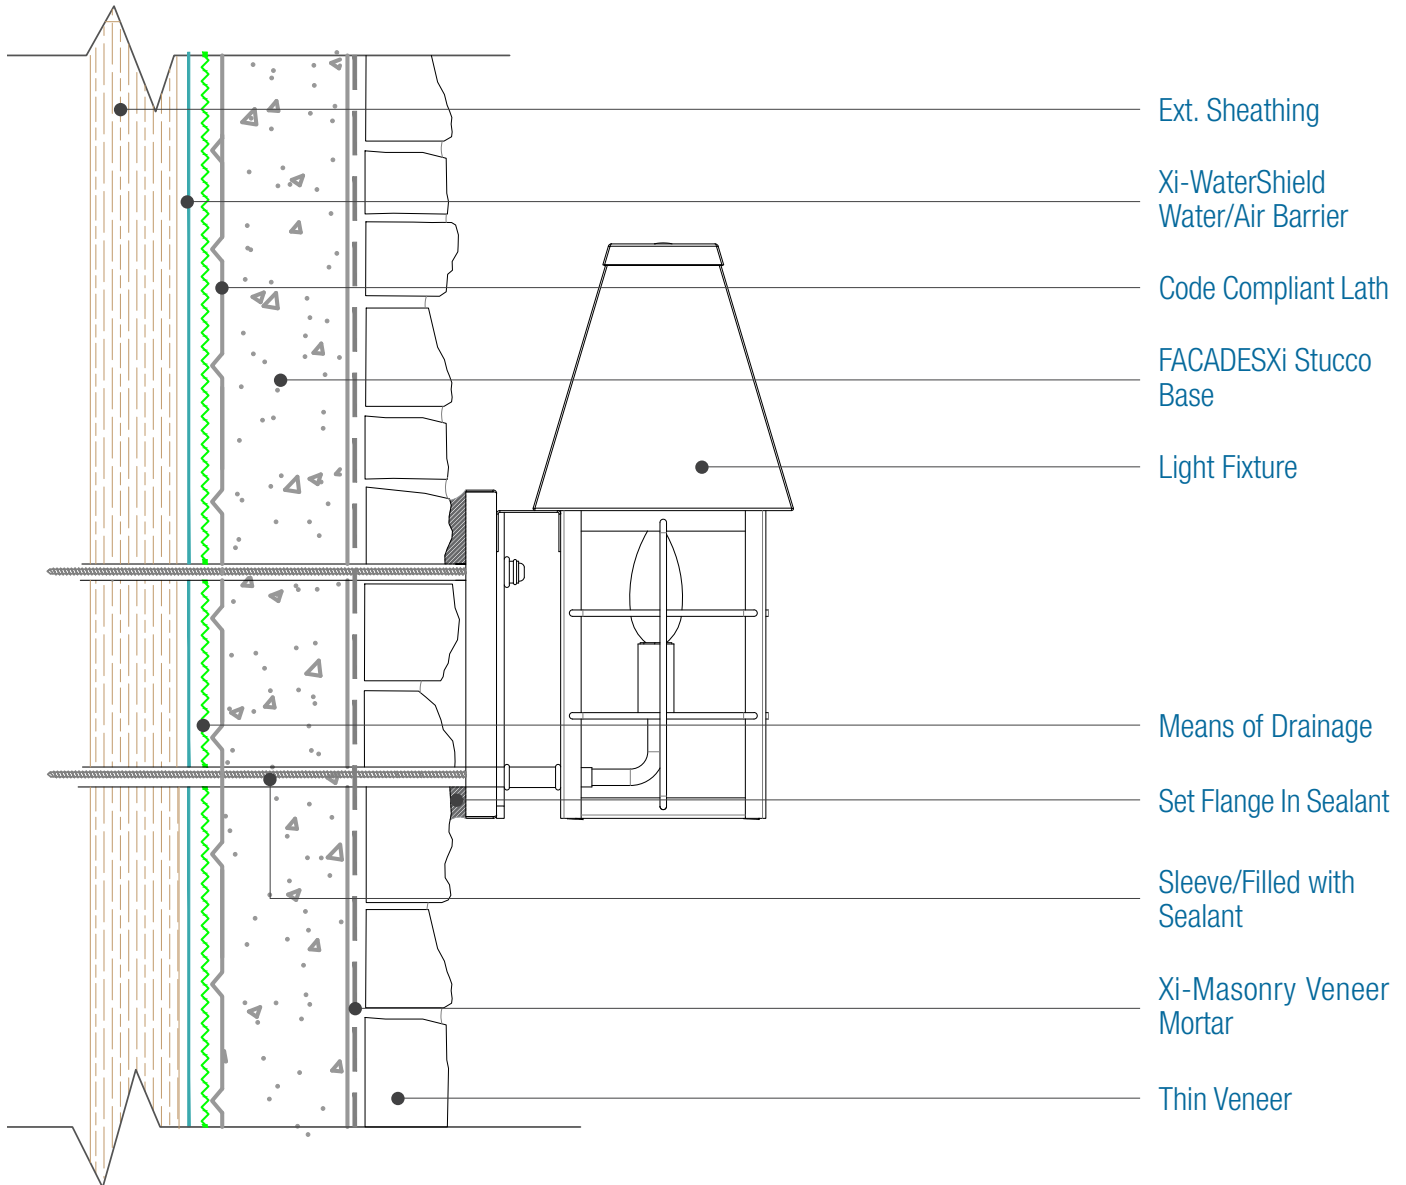 Ext. Sheathing
Xi-WaterShield
Water/Air Barrier
Code Compliant Lath
FACADESXi Stucco
Base
Light Fixture
Means of Drainage
Set Flange In Sealant
Sleeve/Filled with
Sealant
Xi-Masonry Veneer
Mortar
Thin Veneer